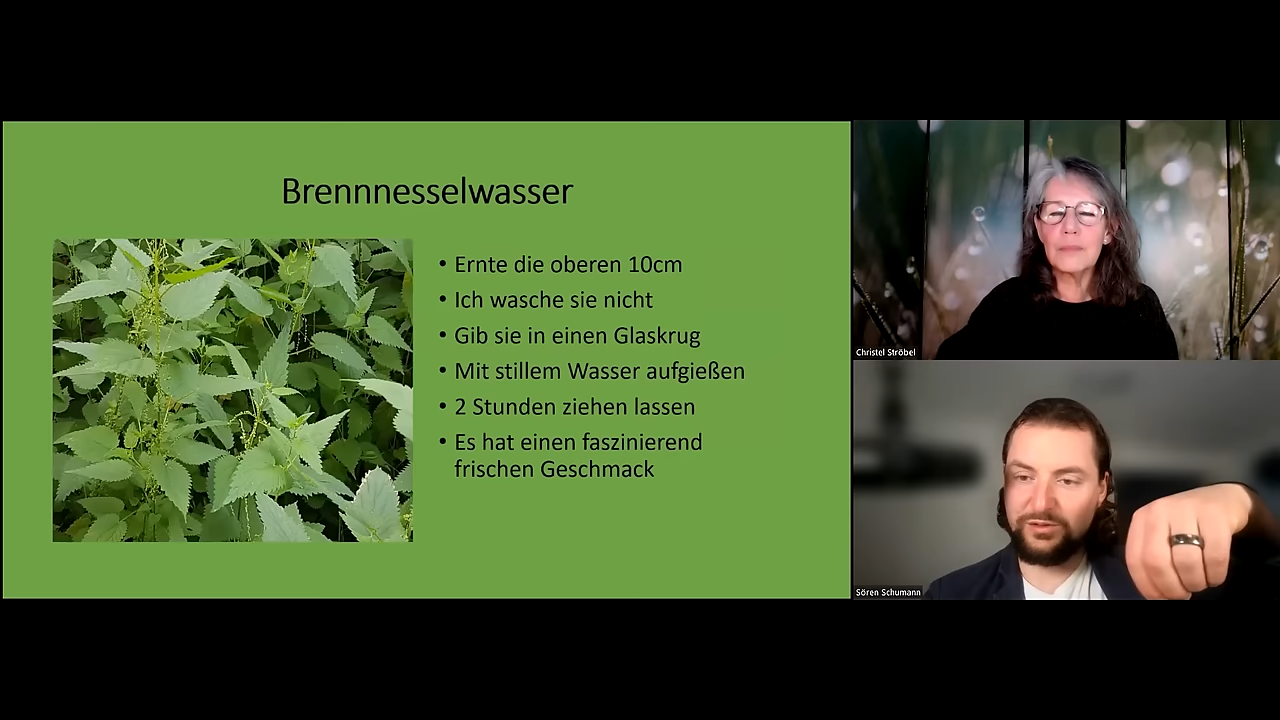 Brennnesselwasser
• Ernte die oberen 10cm
• Ich wasche sie nicht
• Gib sie in einen Glaskrug
• Mit stillem Wasser aufgießen
• 2 Stunden ziehen lassen
• Es hat einen faszinierend
frischen Geschmack
Christel Ströbel
Sören Schumann